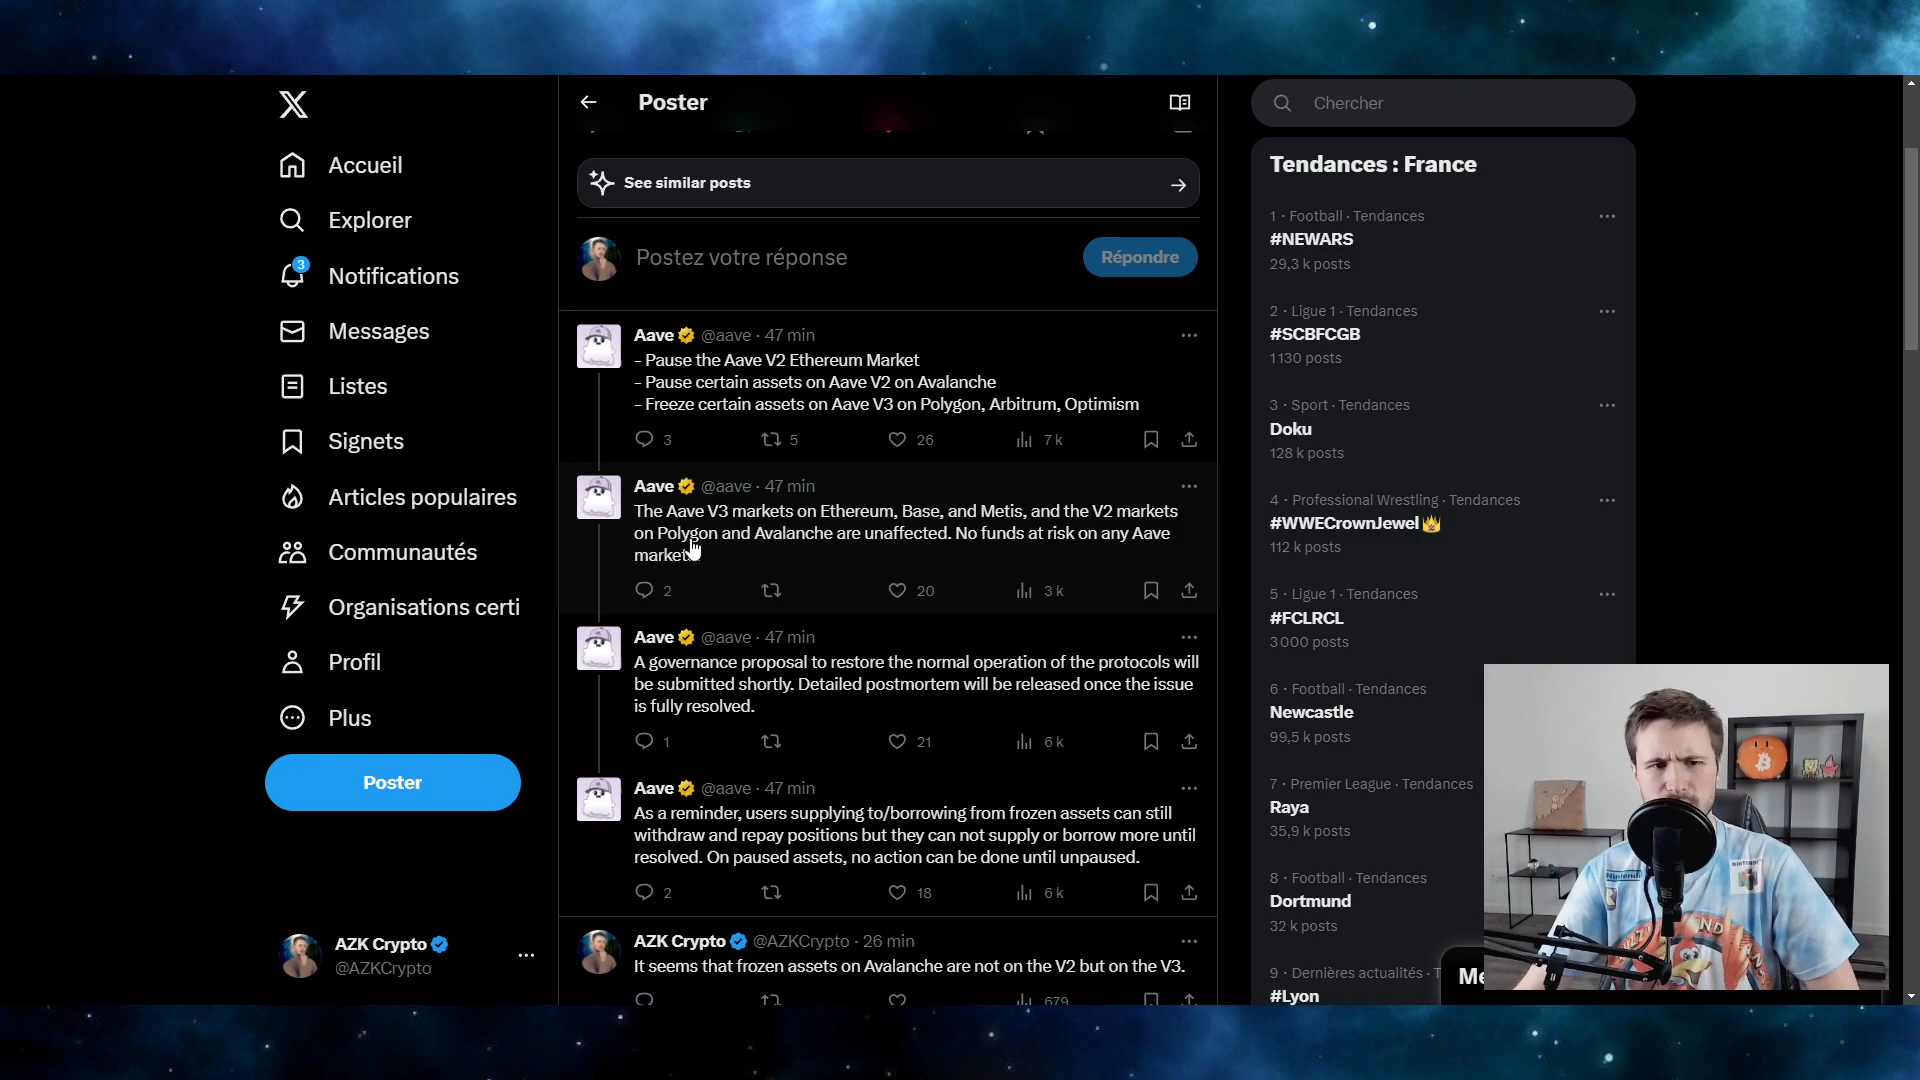 Poster
Chercher
Accueil
Explorer
3
Notifications
Messages
Listes
Signets
Articles populaires
Communautés
Organisations certi
Profil
Plus
Poster
AZK Crypto
@AZKCrypto
See similar posts
Postez votre réponse
Répondre
Aave @aave · 47 min
- Pause the Aave V2 Ethereum Market
- Pause certain assets on Aave V2 on Avalanche
- Freeze certain assets on Aave V3 on Polygon, Arbitrum, Optimism
3 5 26 7 k
Aave @aave · 47 min
The Aave V3 markets on Ethereum, Base, and Metis, and the V2 markets
on Polygon and Avalanche are unaffected. No funds at risk on any Aave
market
2 20 3 k
Aave @aave · 47 min
A governance proposal to restore the normal operation of the protocols will
be submitted shortly. Detailed postmortem will be released once the issue
is fully resolved.
1 21 6 k
Aave @aave · 47 min
As a reminder, users supplying to/borrowing from frozen assets can still
withdraw and repay positions but they can not supply or borrow more until
resolved. On paused assets, no action can be done until unpaused.
2 18 6 k
AZK Crypto @AZKCrypto · 26 min
It seems that frozen assets on Avalanche are not on the V2 but on the V3.
679
Tendances : France
1 · Football · Tendances
#NEWARS
29,3 k posts
2 · Ligue 1 · Tendances
#SCBFCGB
1 130 posts
3 · Sport · Tendances
Doku
128 k posts
4 · Professional Wrestling · Tendances
#WWECrownJewel
112 k posts
5 · Ligue 1 · Tendances
#FCLRCL
3 000 posts
6 · Football · Tendances
Newcastle
99,5 k posts
7 · Premier League · Tendances
Raya
35,9 k posts
8 · Football · Tendances
Dortmund
32 k posts
9 · Dernières actualités · T
#Lyon
Me
Nintendo